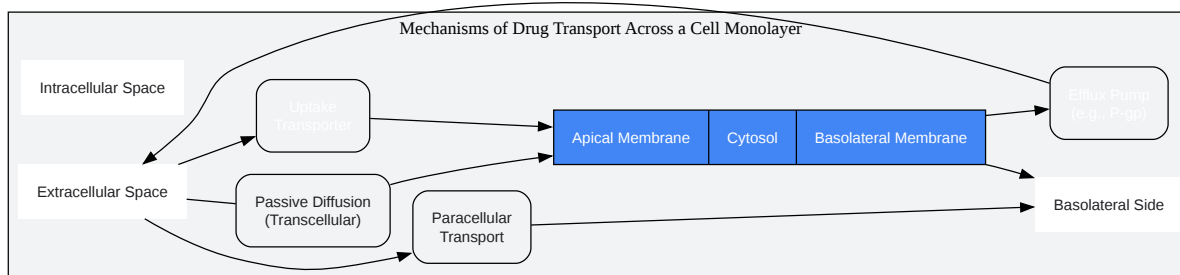 Mechanisms of Drug Transport Across a Cell Monolayer
Intracellular Space
Uptake
Transporter
Efflux Pump
(e.g., P-gp)
Apical Membrane
Cytosol
Basolateral Membrane
Extracellular Space
Passive Diffusion
(Transcellular)
Paracellular
Transport
Basolateral Side